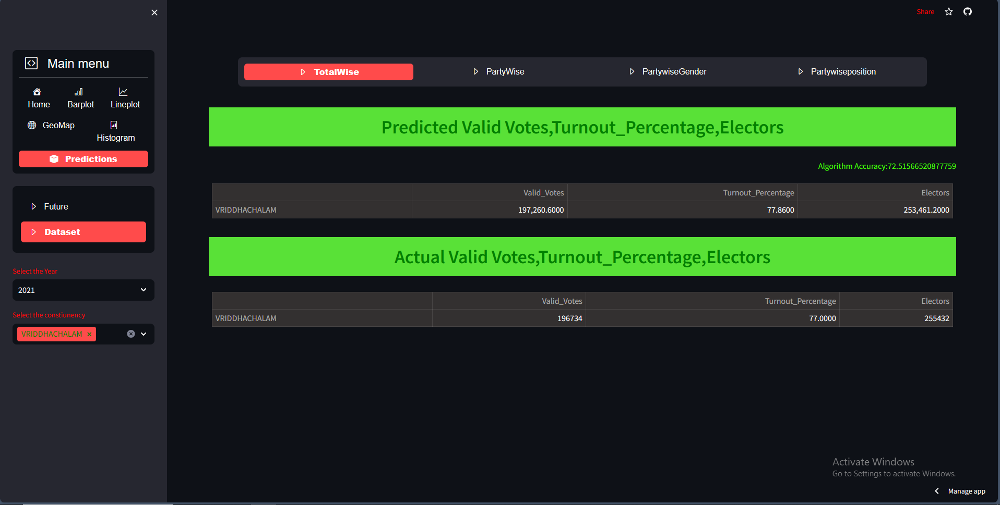 Share
Main menu
Home
Barplot
Lineplot
GeoMap
Histogram
Predictions
Future
Dataset
Select the Year
2021
Select the constiunency
VRIDDHACHALAM
TotalWise
PartyWise
PartywiseGender
Partywiseposition
Predicted Valid Votes,Turnout_Percentage,Electors
Algorithm Accuracy:72.51566520877759
Valid_Votes Turnout_Percentage Electors
VRIDDHACHALAM 197,260.6000 77.8600 253,461.2000
Actual Valid Votes,Turnout_Percentage,Electors
Valid_Votes Turnout_Percentage Electors
VRIDDHACHALAM 196734 77.0000 255432
Activate Windows
Go to Settings to activate Windows.
Manage app